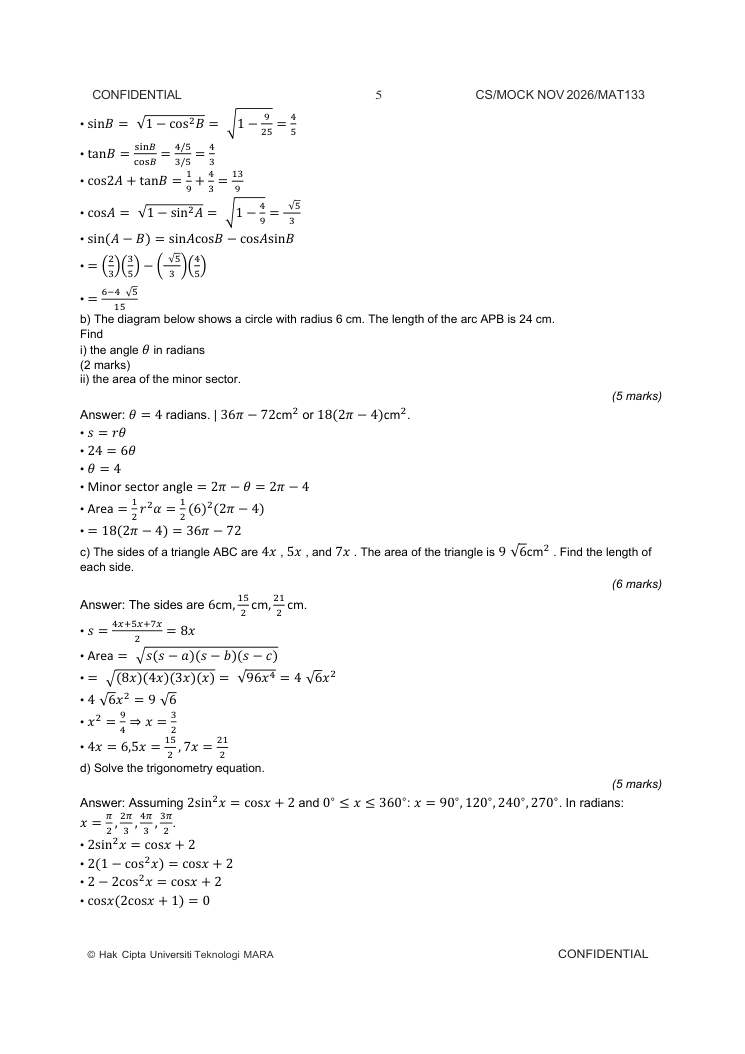 CONFIDENTIAL 5 CS/MOCK NOV 2026/MAT133
• sinB = √(1 − cos²B) = √(1 − 9/25) = 4/5
• tanB = sinB/cosB = (4/5)/(3/5) = 4/3
• cos2A + tanB = 1/9 + 4/3 = 13/9
• cosA = √(1 − sin²A) = √(1 − 4/9) = √5/3
• sin(A − B) = sinAcosB − cosAsinB
• = (2/3)(3/5) − (√5/3)(4/5)
• = (6−4 √5)/15
b) The diagram below shows a circle with radius 6 cm. The length of the arc APB is 24 cm.
Find
i) the angle θ in radians
(2 marks)
ii) the area of the minor sector.
(5 marks)
Answer: θ = 4 radians. | 36π − 72cm² or 18(2π − 4)cm².
• s = rθ
• 24 = 6θ
• θ = 4
• Minor sector angle = 2π − θ = 2π − 4
• Area = 1/2 r²α = 1/2 (6)²(2π − 4)
• = 18(2π − 4) = 36π − 72
c) The sides of a triangle ABC are 4x , 5x , and 7x . The area of the triangle is 9 √6cm² . Find the length of
each side.
(6 marks)
Answer: The sides are 6cm, 15/2 cm, 21/2 cm.
• s = (4x+5x+7x)/2 = 8x
• Area = √(s(s − a)(s − b)(s − c))
• = √((8x)(4x)(3x)(x)) = √(96x⁴) = 4 √6x²
• 4 √6x² = 9 √6
• x² = 9/4 ⇒ x = 3/2
• 4x = 6,5x = 15/2, 7x = 21/2
d) Solve the trigonometry equation.
(5 marks)
Answer: Assuming 2sin²x = cosx + 2 and 0° ≤ x ≤ 360°: x = 90°, 120°, 240°, 270°. In radians:
x = π/2, 2π/3, 4π/3, 3π/2.
• 2sin²x = cosx + 2
• 2(1 − cos²x) = cosx + 2
• 2 − 2cos²x = cosx + 2
• cosx(2cosx + 1) = 0
© Hak Cipta Universiti Teknologi MARA CONFIDENTIAL